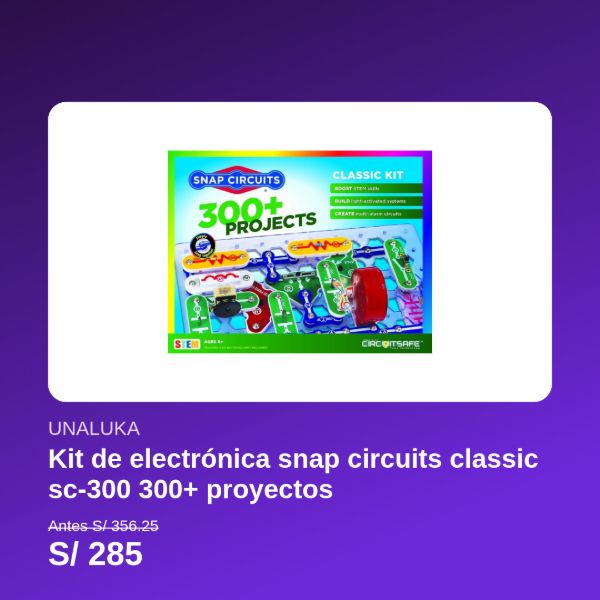 SNAP CIRCUITS
CLASSIC KIT
BOOST STEM skills
BUILD light-activated systems
CREATE multi-alarm circuits
300+
PROJECTS
STEM
AGES 8+
CIRCUITSAFE
UNALUKA
Kit de electrónica snap circuits classic
sc-300 300+ proyectos
Antes S/ 356.25
S/ 285